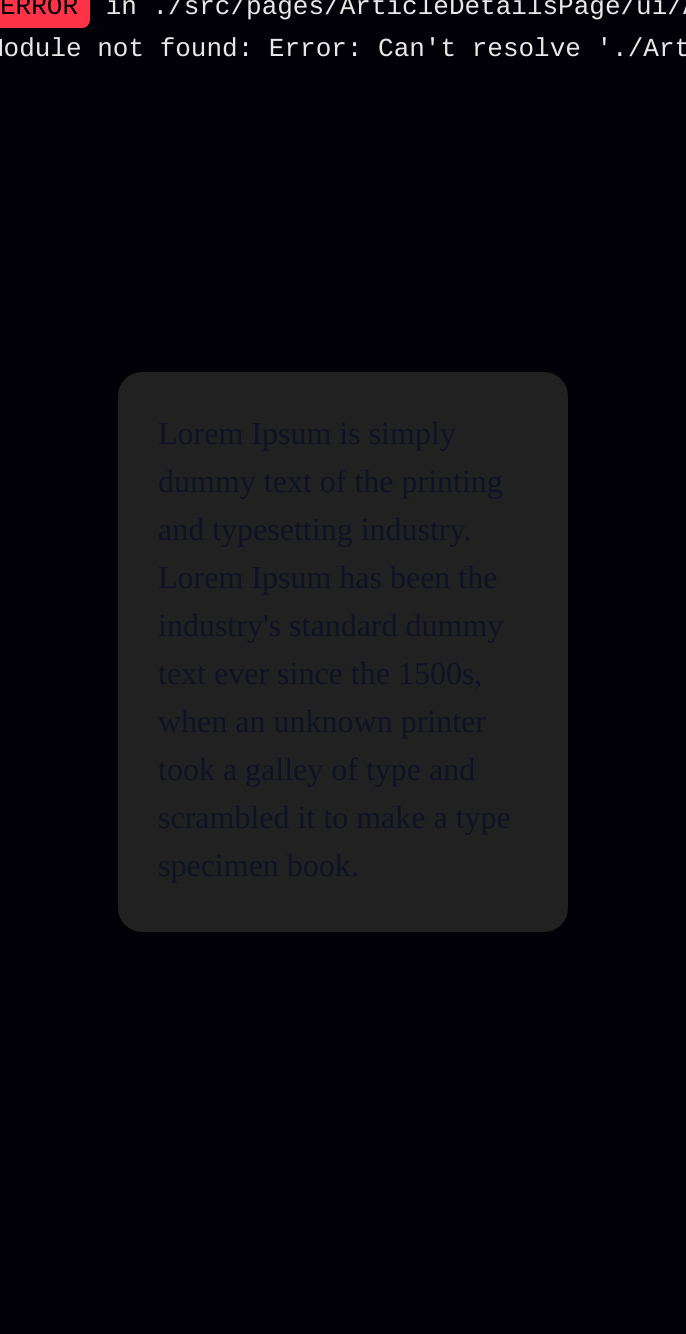 ERROR in ./src/pages/ArticleDetailsPage/ui/
Module not found: Error: Can't resolve './Art
Lorem Ipsum is simply
dummy text of the printing
and typesetting industry.
Lorem Ipsum has been the
industry's standard dummy
text ever since the 1500s,
when an unknown printer
took a galley of type and
scrambled it to make a type
specimen book.